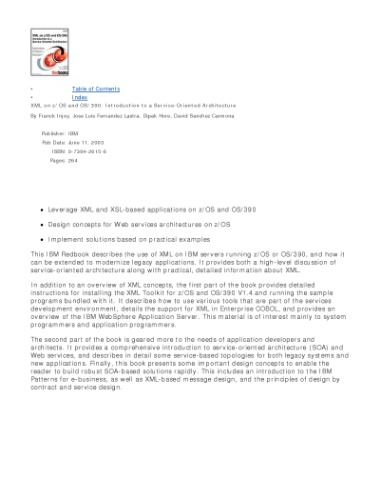 XML on z/OS and OS/390
Introduction to a
Service Oriented Architecture
Redbooks
• Table of Contents
• Index
XML on z/OS and OS/390: Introduction to a Service Oriented Architecture
By Franck Injey, Jose Luis Fernandez Lastra, Dipak Hore, David Sanchez Carmona
Publisher: IBM
Pub Date: June 11, 2003
ISBN: 0-7384-2615-6
Pages: 264
• Leverage XML and XSL-based applications on z/OS and OS/390
• Design concepts for Web services architectures on z/OS
• Implement solutions based on practical examples
This IBM Redbook describes the use of XML on IBM servers running z/OS or OS/390, and how it
can be extended to modernize legacy applications. It provides both a high-level discussion of
service-oriented architecture along with practical, detailed information about XML.
In addition to an overview of XML concepts, the first part of the book provides detailed
instructions for installing the XML Toolkit for z/OS and OS/390 V1.4 and running the sample
programs bundled with it. It describes how to use various tools that are part of the services
development environment, details the support for XML in Enterprise COBOL, and provides an
overview of the IBM WebSphere Application Server. This material is of interest mainly to system
programmers and application programmers.
The second part of the book is geared more to the needs of application developers and
architects. It provides a comprehensive introduction to service-oriented architecture (SOA) and
Web services, and describes in detail some service-based topologies for both legacy systems and
new applications. Finally, this book presents some important design concepts to enable the
reader to build robust SOA-based solutions rapidly. This includes an introduction to the IBM
Patterns for e-business, as well as XML-based message design, and the principles of design by
contract and service design.